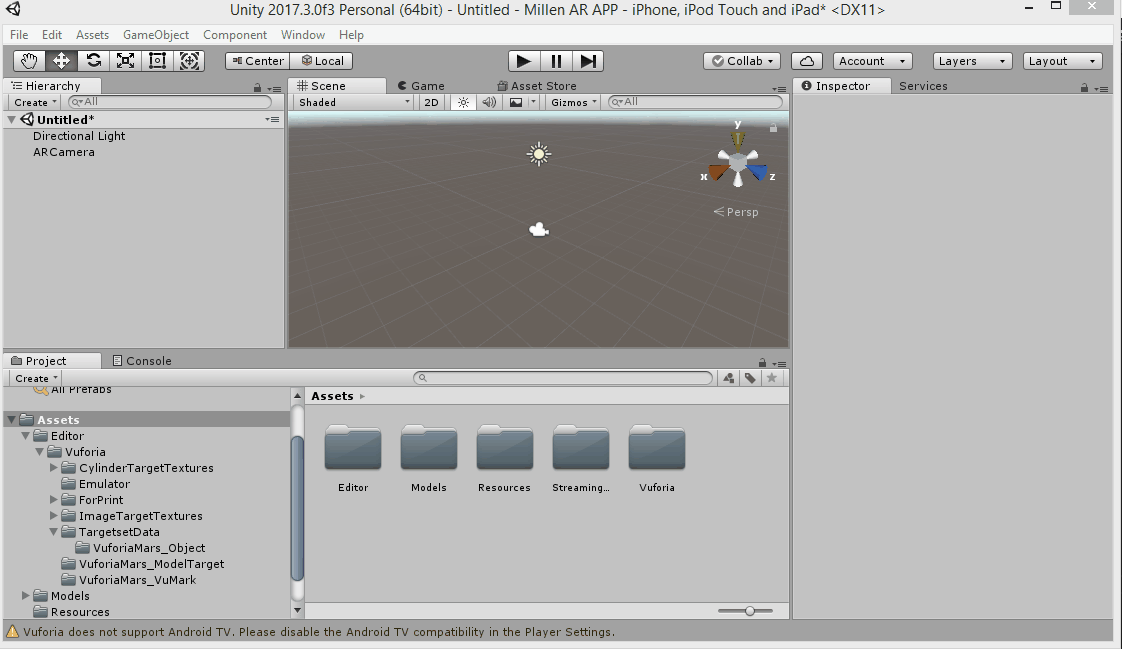 Unity 2017.3.0f3 Personal (64bit) - Untitled - Millen AR APP - iPhone, iPod Touch and iPad* <DX11>
File Edit Assets GameObject Component Window Help
Center Local Collab Account Layers Layout
Hierarchy
Create All
Untitled*
Directional Light
ARCamera
Scene Game Asset Store
Shaded 2D Gizmos All
y
x z
Persp
Inspector Services
Project Console
Create
All Prefabs
Assets
Editor
Vuforia
CylinderTargetTextures
Emulator
ForPrint
ImageTargetTextures
TargetsetData
VuforiaMars_Object
VuforiaMars_ModelTarget
VuforiaMars_VuMark
Models
Resources
Assets
Editor Models Resources Streaming... Vuforia
Vuforia does not support Android TV. Please disable the Android TV compatibility in the Player Settings.